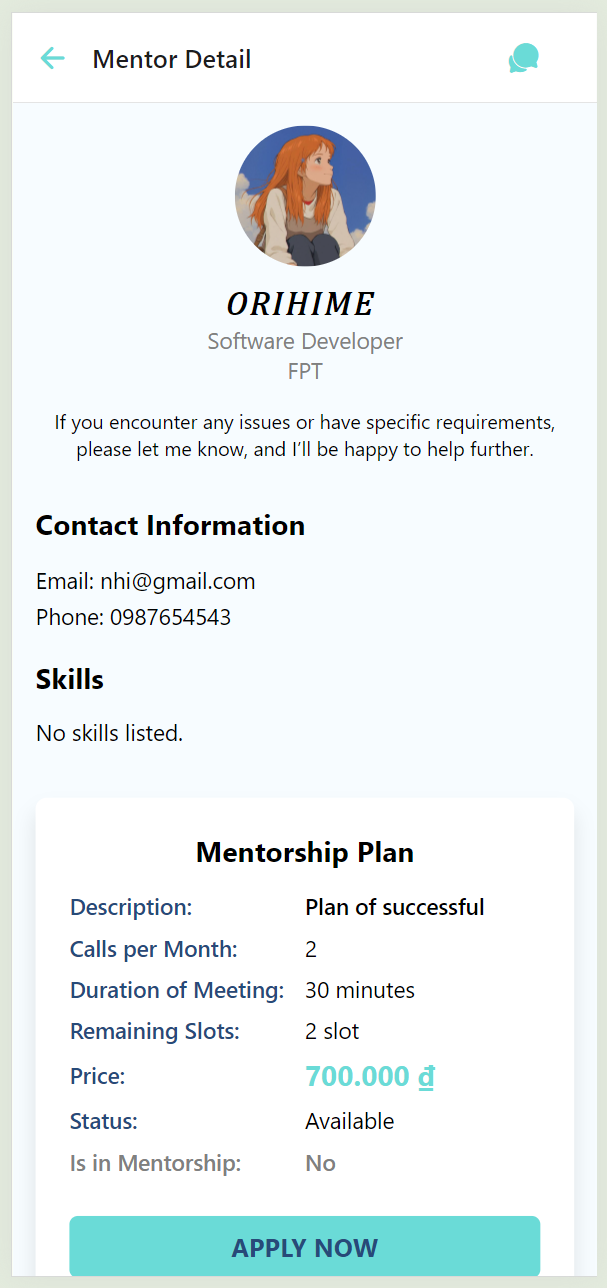 Mentor Detail
ORIHIME
Software Developer
FPT
If you encounter any issues or have specific requirements,
please let me know, and I’ll be happy to help further.
Contact Information
Email: nhi@gmail.com
Phone: 0987654543
Skills
No skills listed.
Mentorship Plan
Description: Plan of successful
Calls per Month: 2
Duration of Meeting: 30 minutes
Remaining Slots: 2 slot
Price: 700.000 ₫
Status: Available
Is in Mentorship: No
APPLY NOW